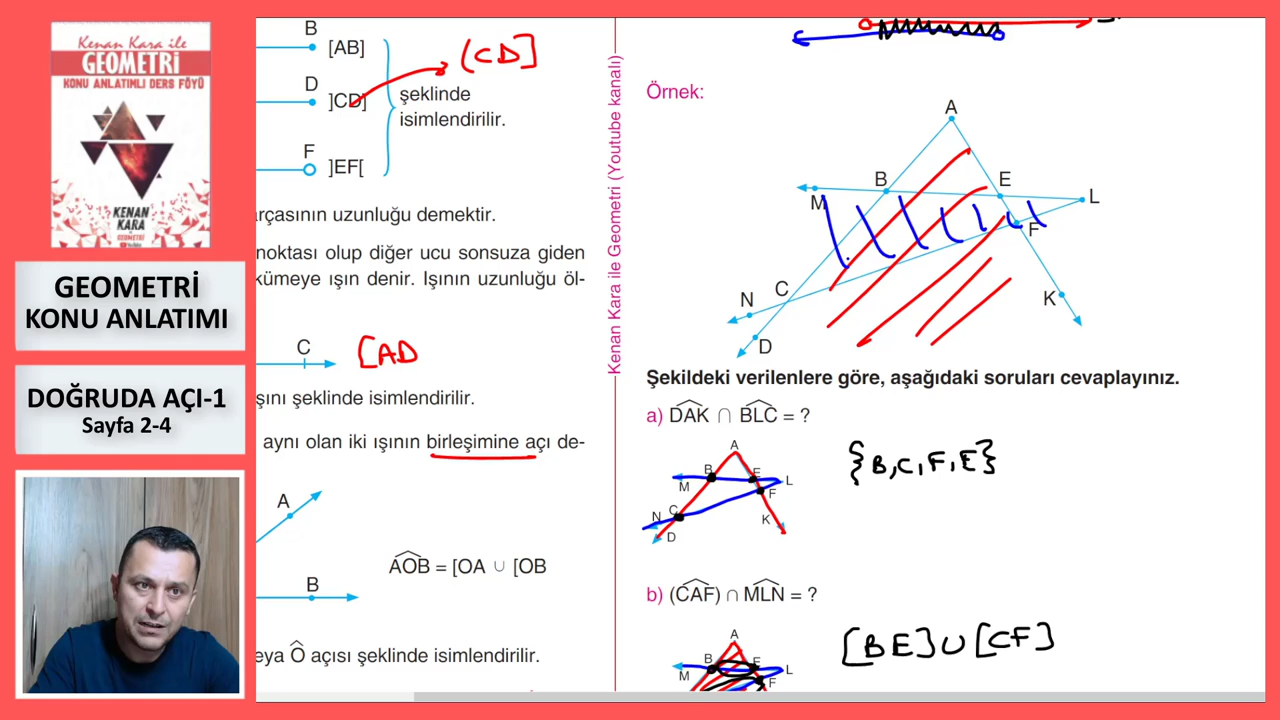 Kenan Kara ile
GEOMETRİ
KONU ANLATIMLI DERS FÖYÜ
KENAN
KARA
GEOMETRİ
GEOMETRİ
KONU ANLATIMI
DOĞRUDA AÇI-1
Sayfa 2-4
B
[AB]
(CD]
D
]CD]
şeklinde
isimlendirilir.
F
]EF[
arçasının uzunluğu demektir.
noktası olup diğer ucu sonsuza giden
kümeye ışın denir. Işının uzunluğu öl-
C
[AD
şını şeklinde isimlendirilir.
aynı olan iki ışının birleşimine açı de-
A
B
AOB = [OA ∪ [OB
eya O açısı şeklinde isimlendirilir.
Kenan Kara ile Geometri (Youtube kanalı)
Örnek:
A
B
E
L
M
F
C
N
K
D
Şekildeki verilenlere göre, aşağıdaki soruları cevaplayınız.
a) DAK ∩ BLC = ?
A
B
E
L
M
F
N
C
K
D
{B,C,F,E}
b) (CAF) ∩ MLN = ?
A
B
E
L
M
F
[BE]∪[CF]